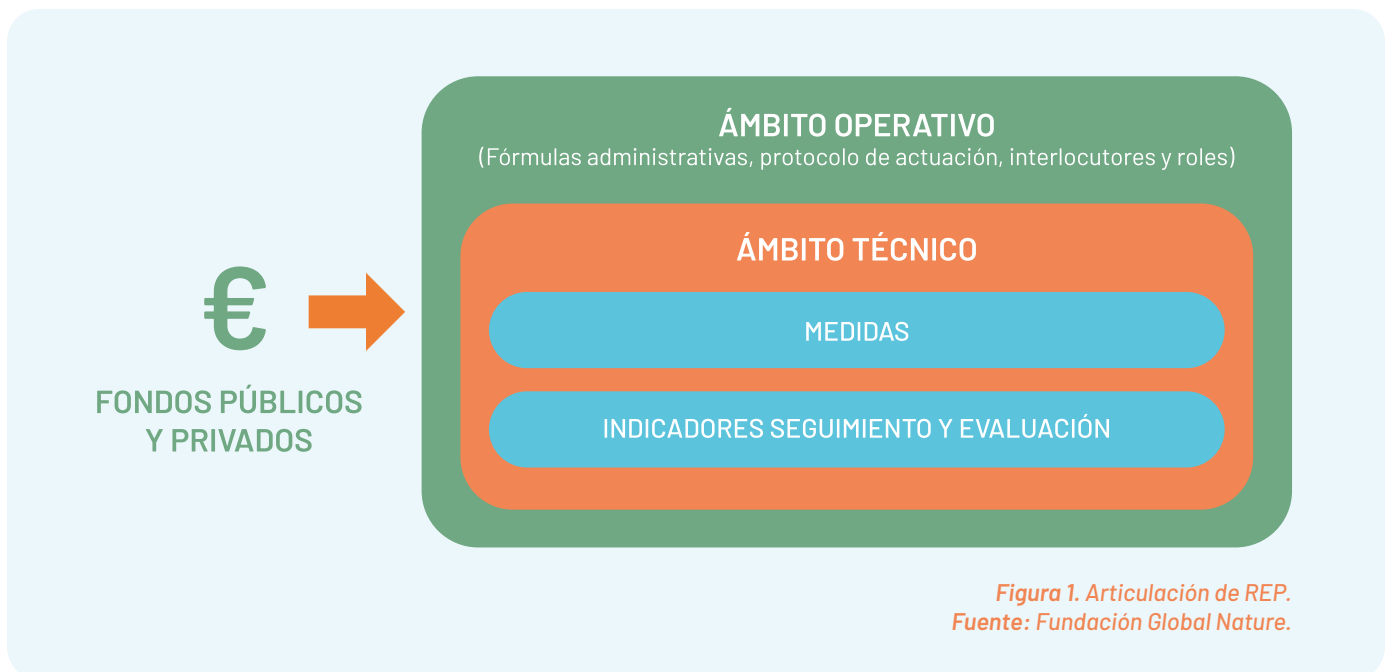 ÁMBITO OPERATIVO
(Fórmulas administrativas, protocolo de actuación, interlocutores y roles)
ÁMBITO TÉCNICO
MEDIDAS
INDICADORES SEGUIMIENTO Y EVALUACIÓN
€
FONDOS PÚBLICOS
Y PRIVADOS
Figura 1. Articulación de REP.
Fuente: Fundación Global Nature.